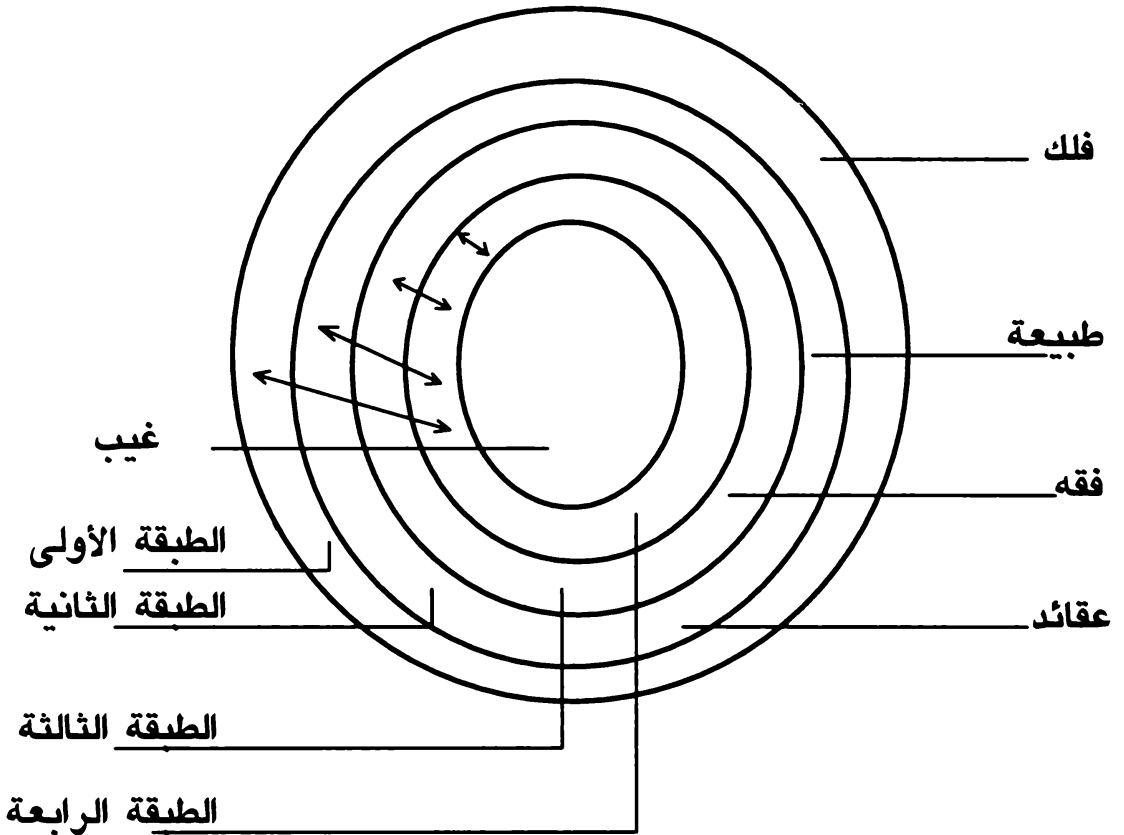 فلك
طبيعة
غيب
فقه
الطبقة الأولى
الطبقة الثانية
عقائد
الطبقة الثالثة
الطبقة الرابعة